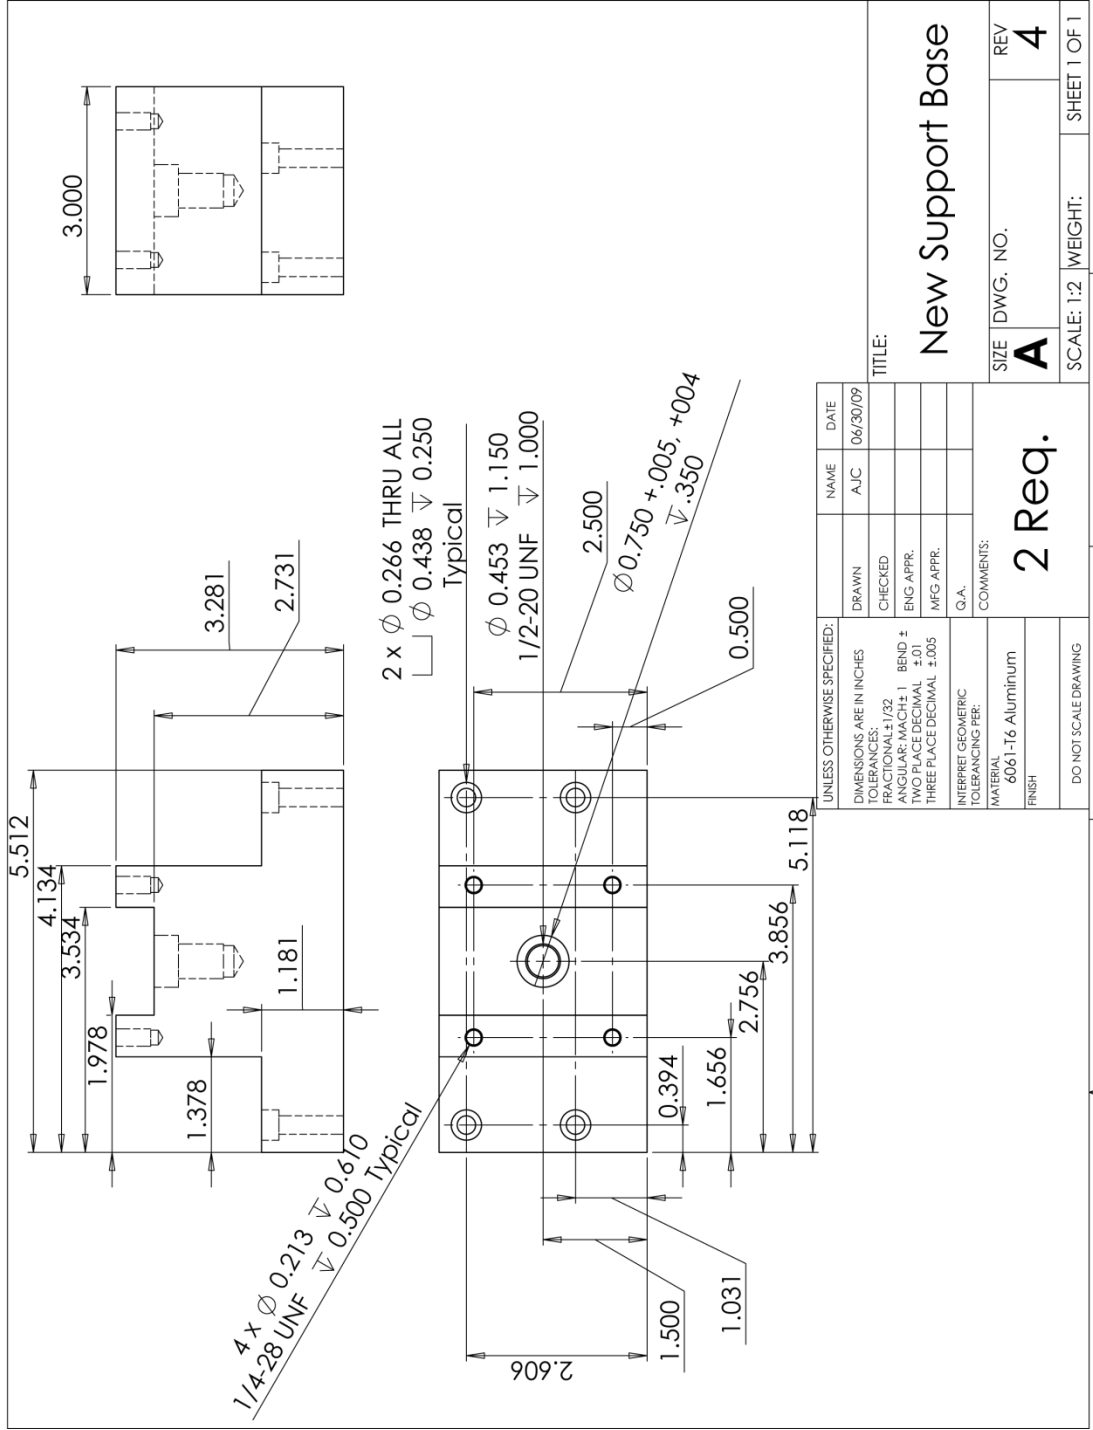 5.512
4.134
3.534
1.978
1.378
1.181
3.281
2.731
3.000
4 x Ø 0.213 ↧ 0.610
1/4-28 UNF ↧ 0.500 Typical
2 x Ø 0.266 THRU ALL
⌴ Ø 0.438 ↧ 0.250
Typical
Ø 0.453 ↧ 1.150
1/2-20 UNF ↧ 1.000
2.500
Ø0.750 +.005, +004
↧.350
0.500
2.606
1.500
1.031
0.394
1.656
2.756
3.856
5.118
UNLESS OTHERWISE SPECIFIED:
DIMENSIONS ARE IN INCHES
TOLERANCES:
FRACTIONAL±1/32
ANGULAR: MACH±1 BEND ±
TWO PLACE DECIMAL ±.01
THREE PLACE DECIMAL ±.005
INTERPRET GEOMETRIC
TOLERANCING PER:
MATERIAL
6061-T6 Aluminum
FINISH
DO NOT SCALE DRAWING
NAME DATE
DRAWN AJC 06/30/09
CHECKED
ENG APPR.
MFG APPR.
Q.A.
COMMENTS:
2 Req.
TITLE:
New Support Base
SIZE DWG. NO. REV
A 4
SCALE: 1:2 WEIGHT: SHEET 1 OF 1